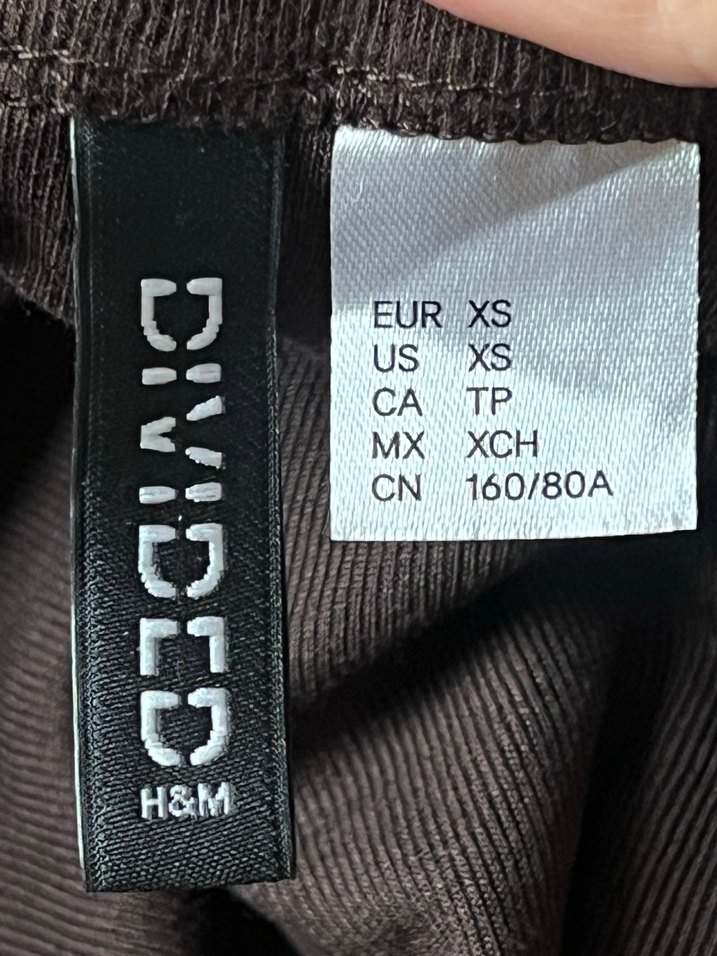 DIVIDED
H&M
EUR XS
US XS
CA TP
MX XCH
CN 160/80A